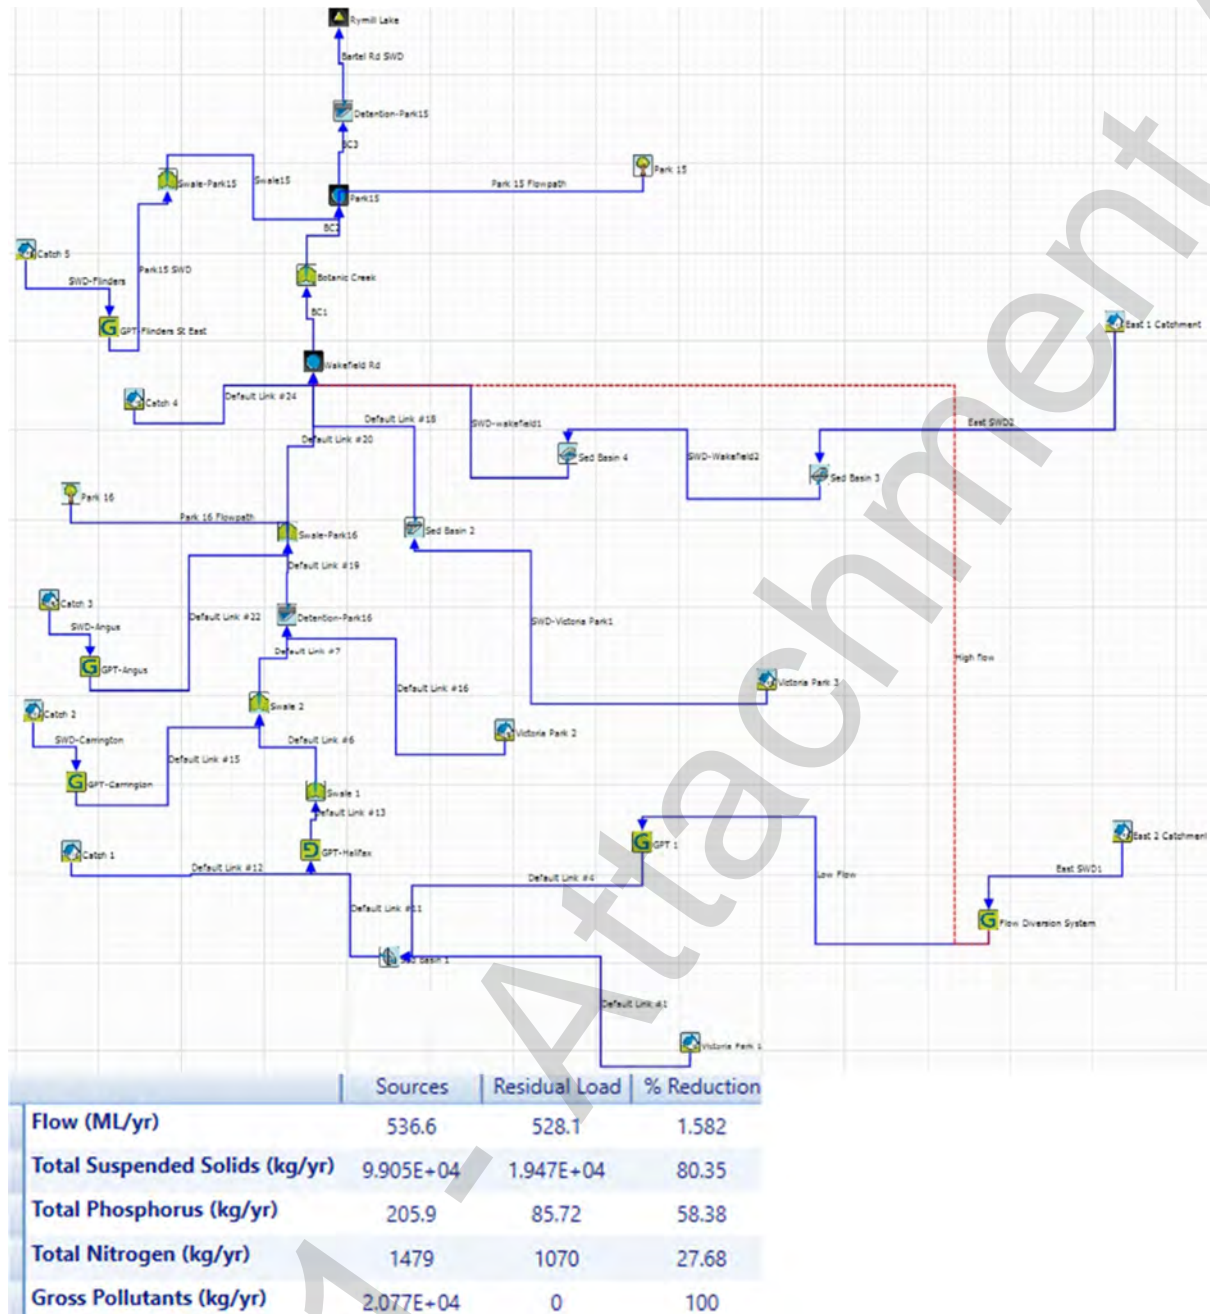 Rymill Lake
Bartel Rd SWD
Detention-Park15
BC3
Park 15
Swale-Park15
Swale15
Park 15 Flowpath
Park15
BC2
Catch 5
Park15 SWD
SWD-Flinders
Botanic Creek
BC1
GPT-Flinders St East
East 1 Catchment
Wakefield Rd
Catch 4
Default Link #24
Default Link #18
SWD-wakefield1
East SWD2
Default Link #20
Sed Basin 4
SWD-Wakefield2
Sed Basin 3
Park 16
Park 16 Flowpath
Swale-Park16
Sed Basin 2
Default Link #19
Catch 3
Default Link #22
Detention-Park16
SWD-Victoria Park1
SWD-Angus
Default Link #7
High flow
GPT-Angus
Victoria Park 3
Default Link #16
Catch 2
Swale 2
SWD-Carrington
Default Link #6
Victoria Park 2
Default Link #15
GPT-Carrington
Swale 1
Default Link #13
East 2 Catchment
Catch 1
GPT-Halifax
GPT 1
Default Link #12
Default Link #4
Low Flow
East SWD1
Default Link #11
Flow Diversion System
Sed Basin 1
Default Link #1
Victoria Park 1
Sources Residual Load % Reduction
Flow (ML/yr) 536.6 528.1 1.582
Total Suspended Solids (kg/yr) 9.905E+04 1.947E+04 80.35
Total Phosphorus (kg/yr) 205.9 85.72 58.38
Total Nitrogen (kg/yr) 1479 1070 27.68
Gross Pollutants (kg/yr) 2.077E+04 0 100
- Attachment